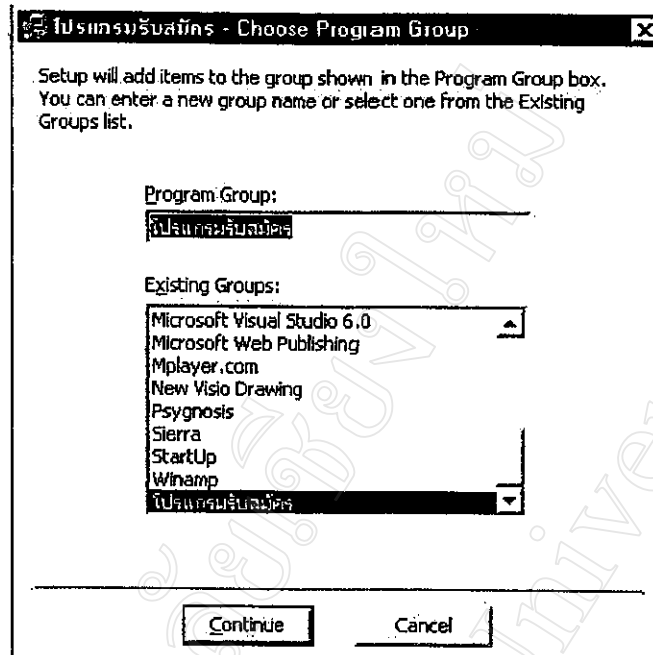 โปรแกรมรับสมัคร - Choose Program Group
Setup will add items to the group shown in the Program Group box.
You can enter a new group name or select one from the Existing
Groups list.
Program Group:
โปรแกรมรับสมัคร
Existing Groups:
Microsoft Visual Studio 6.0
Microsoft Web Publishing
Mplayer.com
New Visio Drawing
Psygnosis
Sierra
StartUp
Winamp
โปรแกรมรับสมัคร
Continue
Cancel